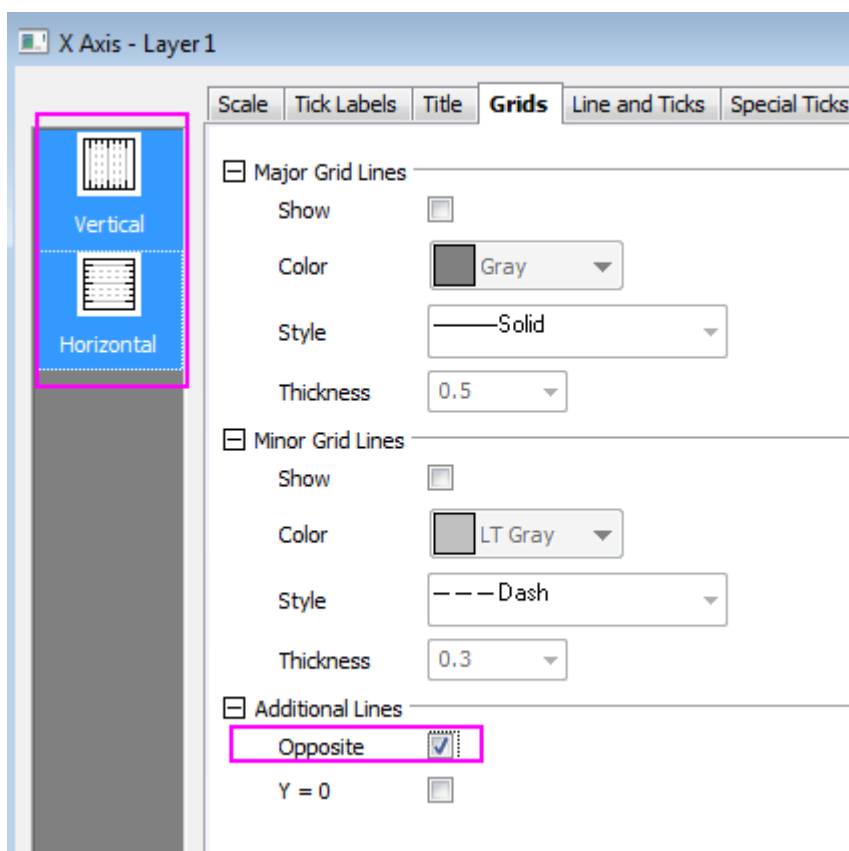 X Axis - Layer 1
Scale Tick Labels Title Grids Line and Ticks Special Ticks
Vertical
Horizontal
Major Grid Lines
Show
Color Gray
Style Solid
Thickness 0.5
Minor Grid Lines
Show
Color LT Gray
Style Dash
Thickness 0.3
Additional Lines
Opposite
Y = 0